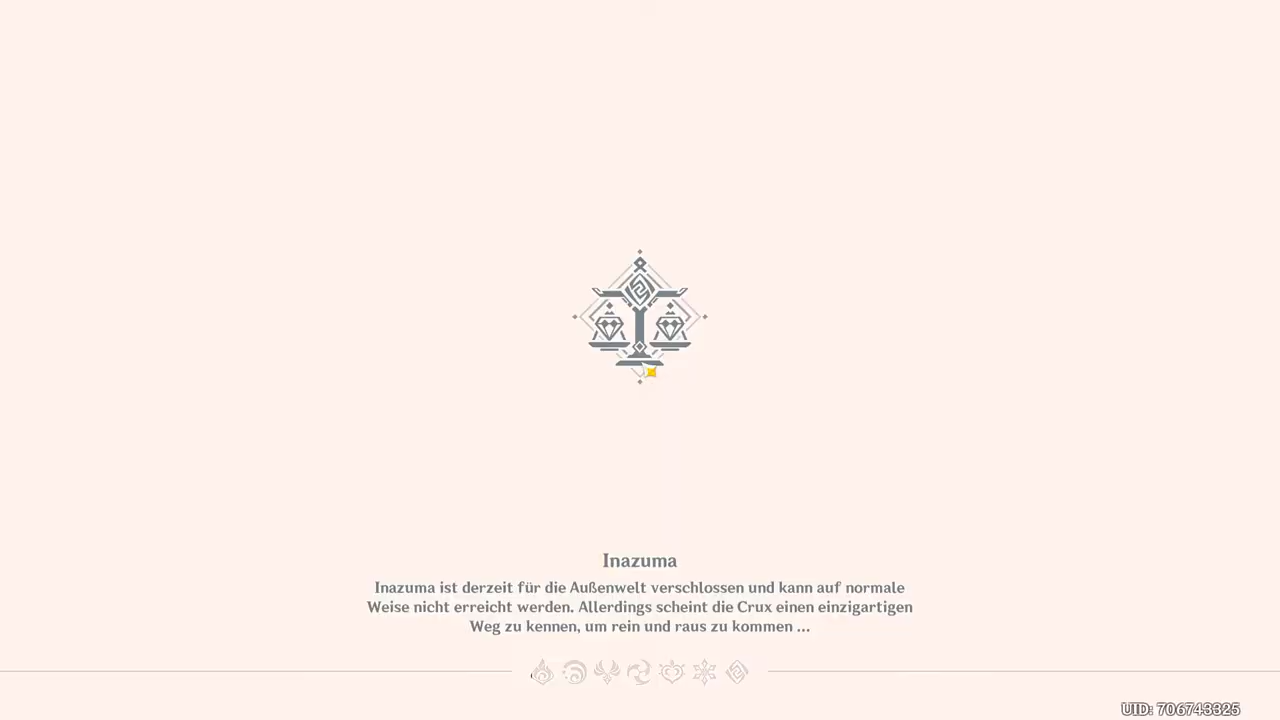 Inazuma
Inazuma ist derzeit für die Außenwelt verschlossen und kann auf normale
Weise nicht erreicht werden. Allerdings scheint die Crux einen einzigartigen
Weg zu kennen, um rein und raus zu kommen ...
UID: 706743325